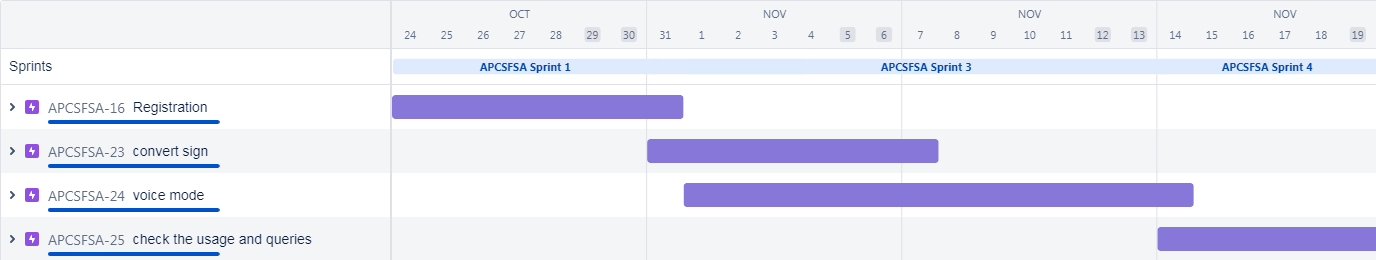 OCT NOV NOV NOV
24 25 26 27 28 29 30 31 1 2 3 4 5 6 7 8 9 10 11 12 13 14 15 16 17 18 19
Sprints APCSFSA Sprint 1 APCSFSA Sprint 3 APCSFSA Sprint 4
APCSFSA-16 Registration
APCSFSA-23 convert sign
APCSFSA-24 voice mode
APCSFSA-25 check the usage and queries